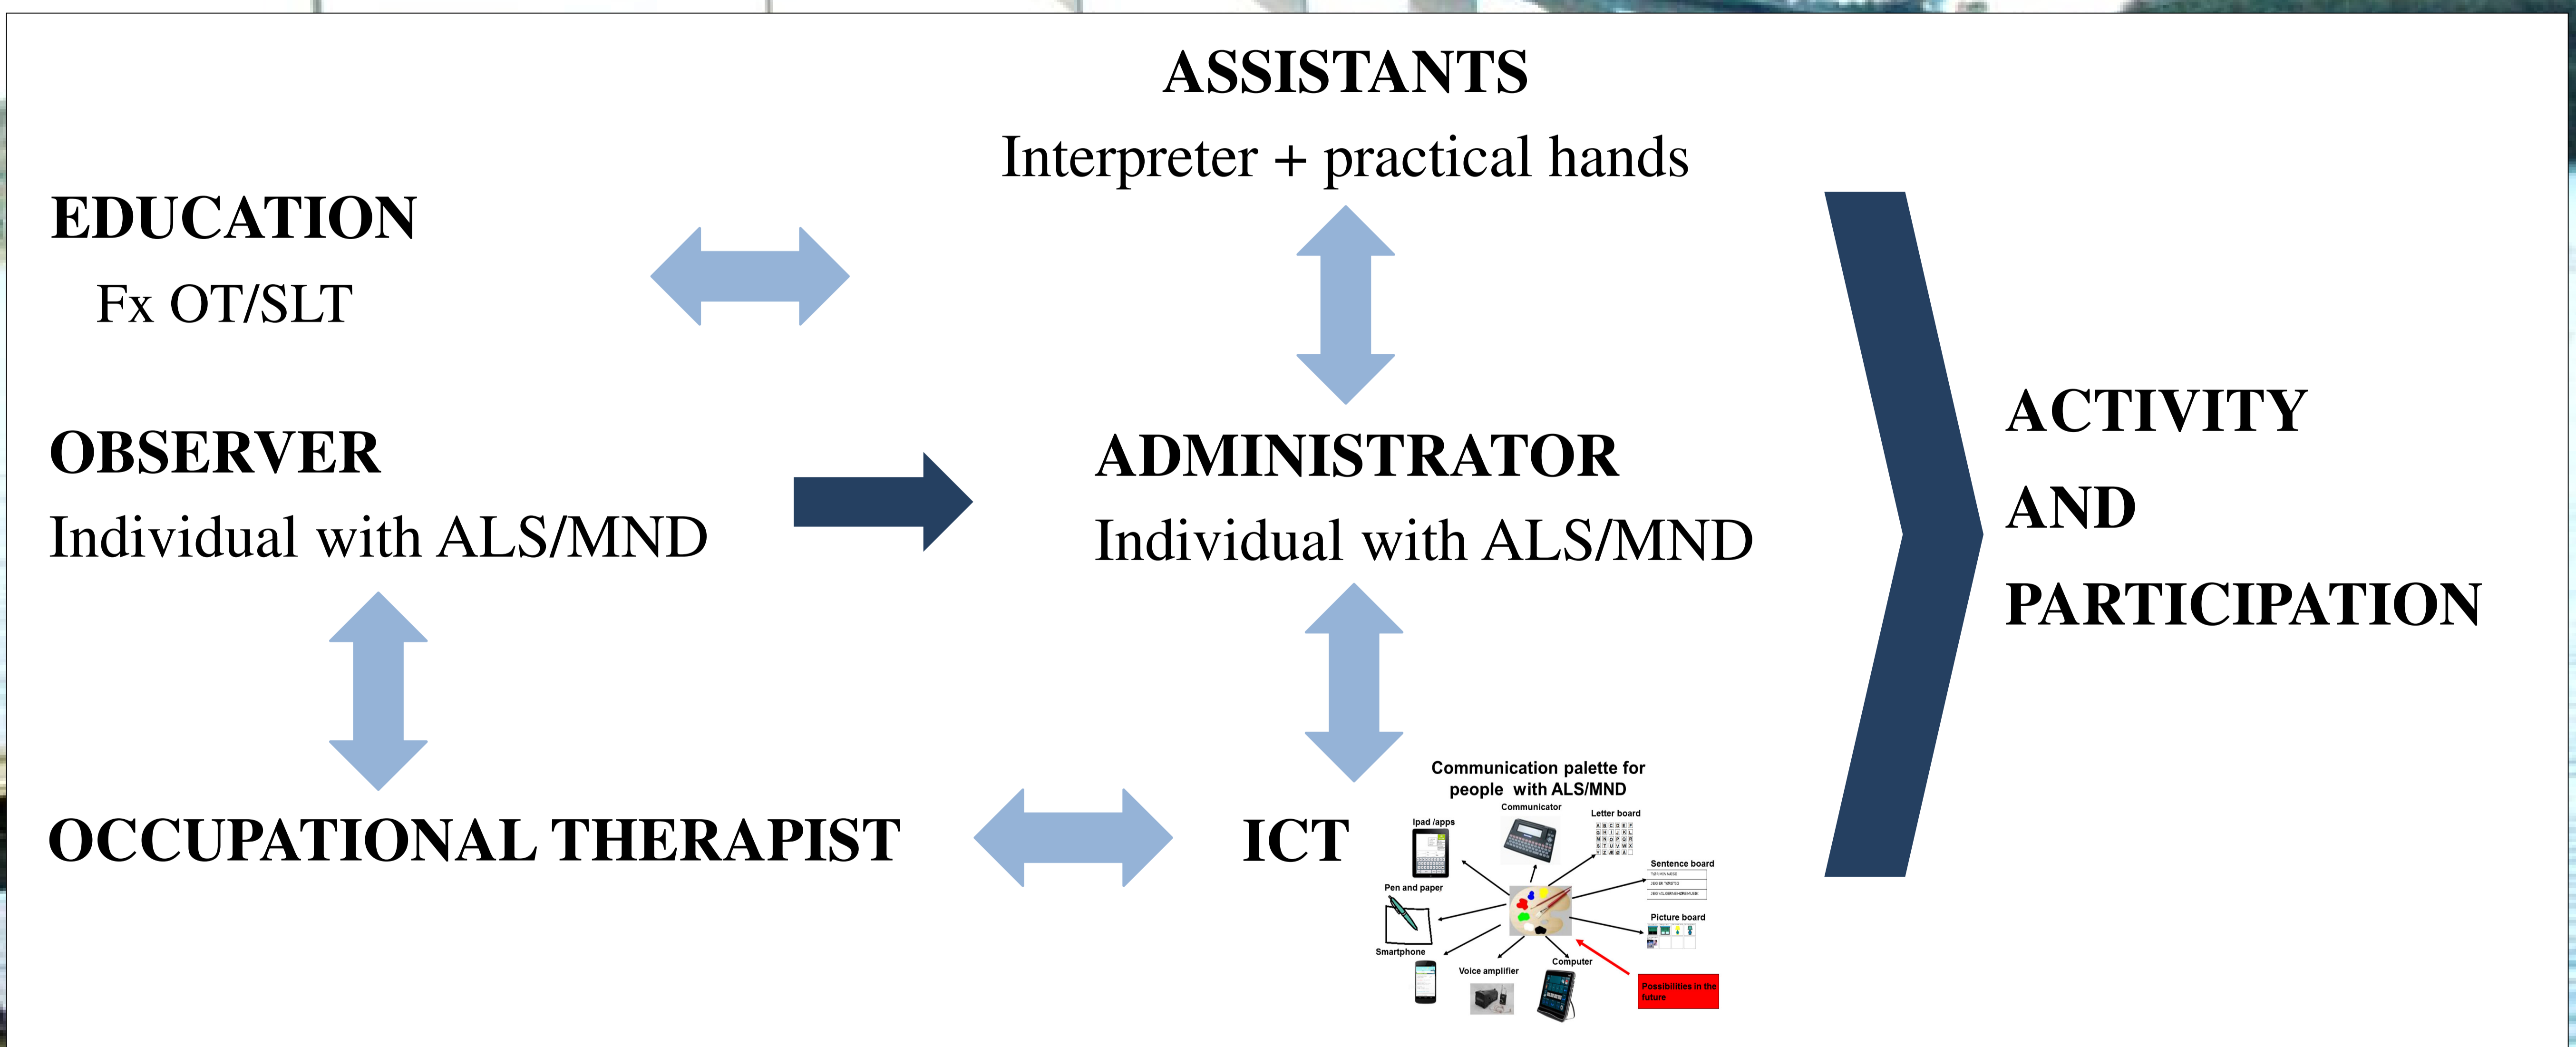 ASSISTANTS
Interpreter + practical hands
EDUCATION
Fx OT/SLT
OBSERVER
Individual with ALS/MND
ADMINISTRATOR
Individual with ALS/MND
ACTIVITY
AND
PARTICIPATION
OCCUPATIONAL THERAPIST
ICT
Communication palette for
people with ALS/MND
Communicator
Ipad /apps
Letter board
A B C D E F
G H I J K L
M N O P Q R
S T U V W X
Y Z Æ Ø Å
Sentence board
Pen and paper
Picture board
Smartphone
Voice amplifier
Computer
Possibilities in the
future